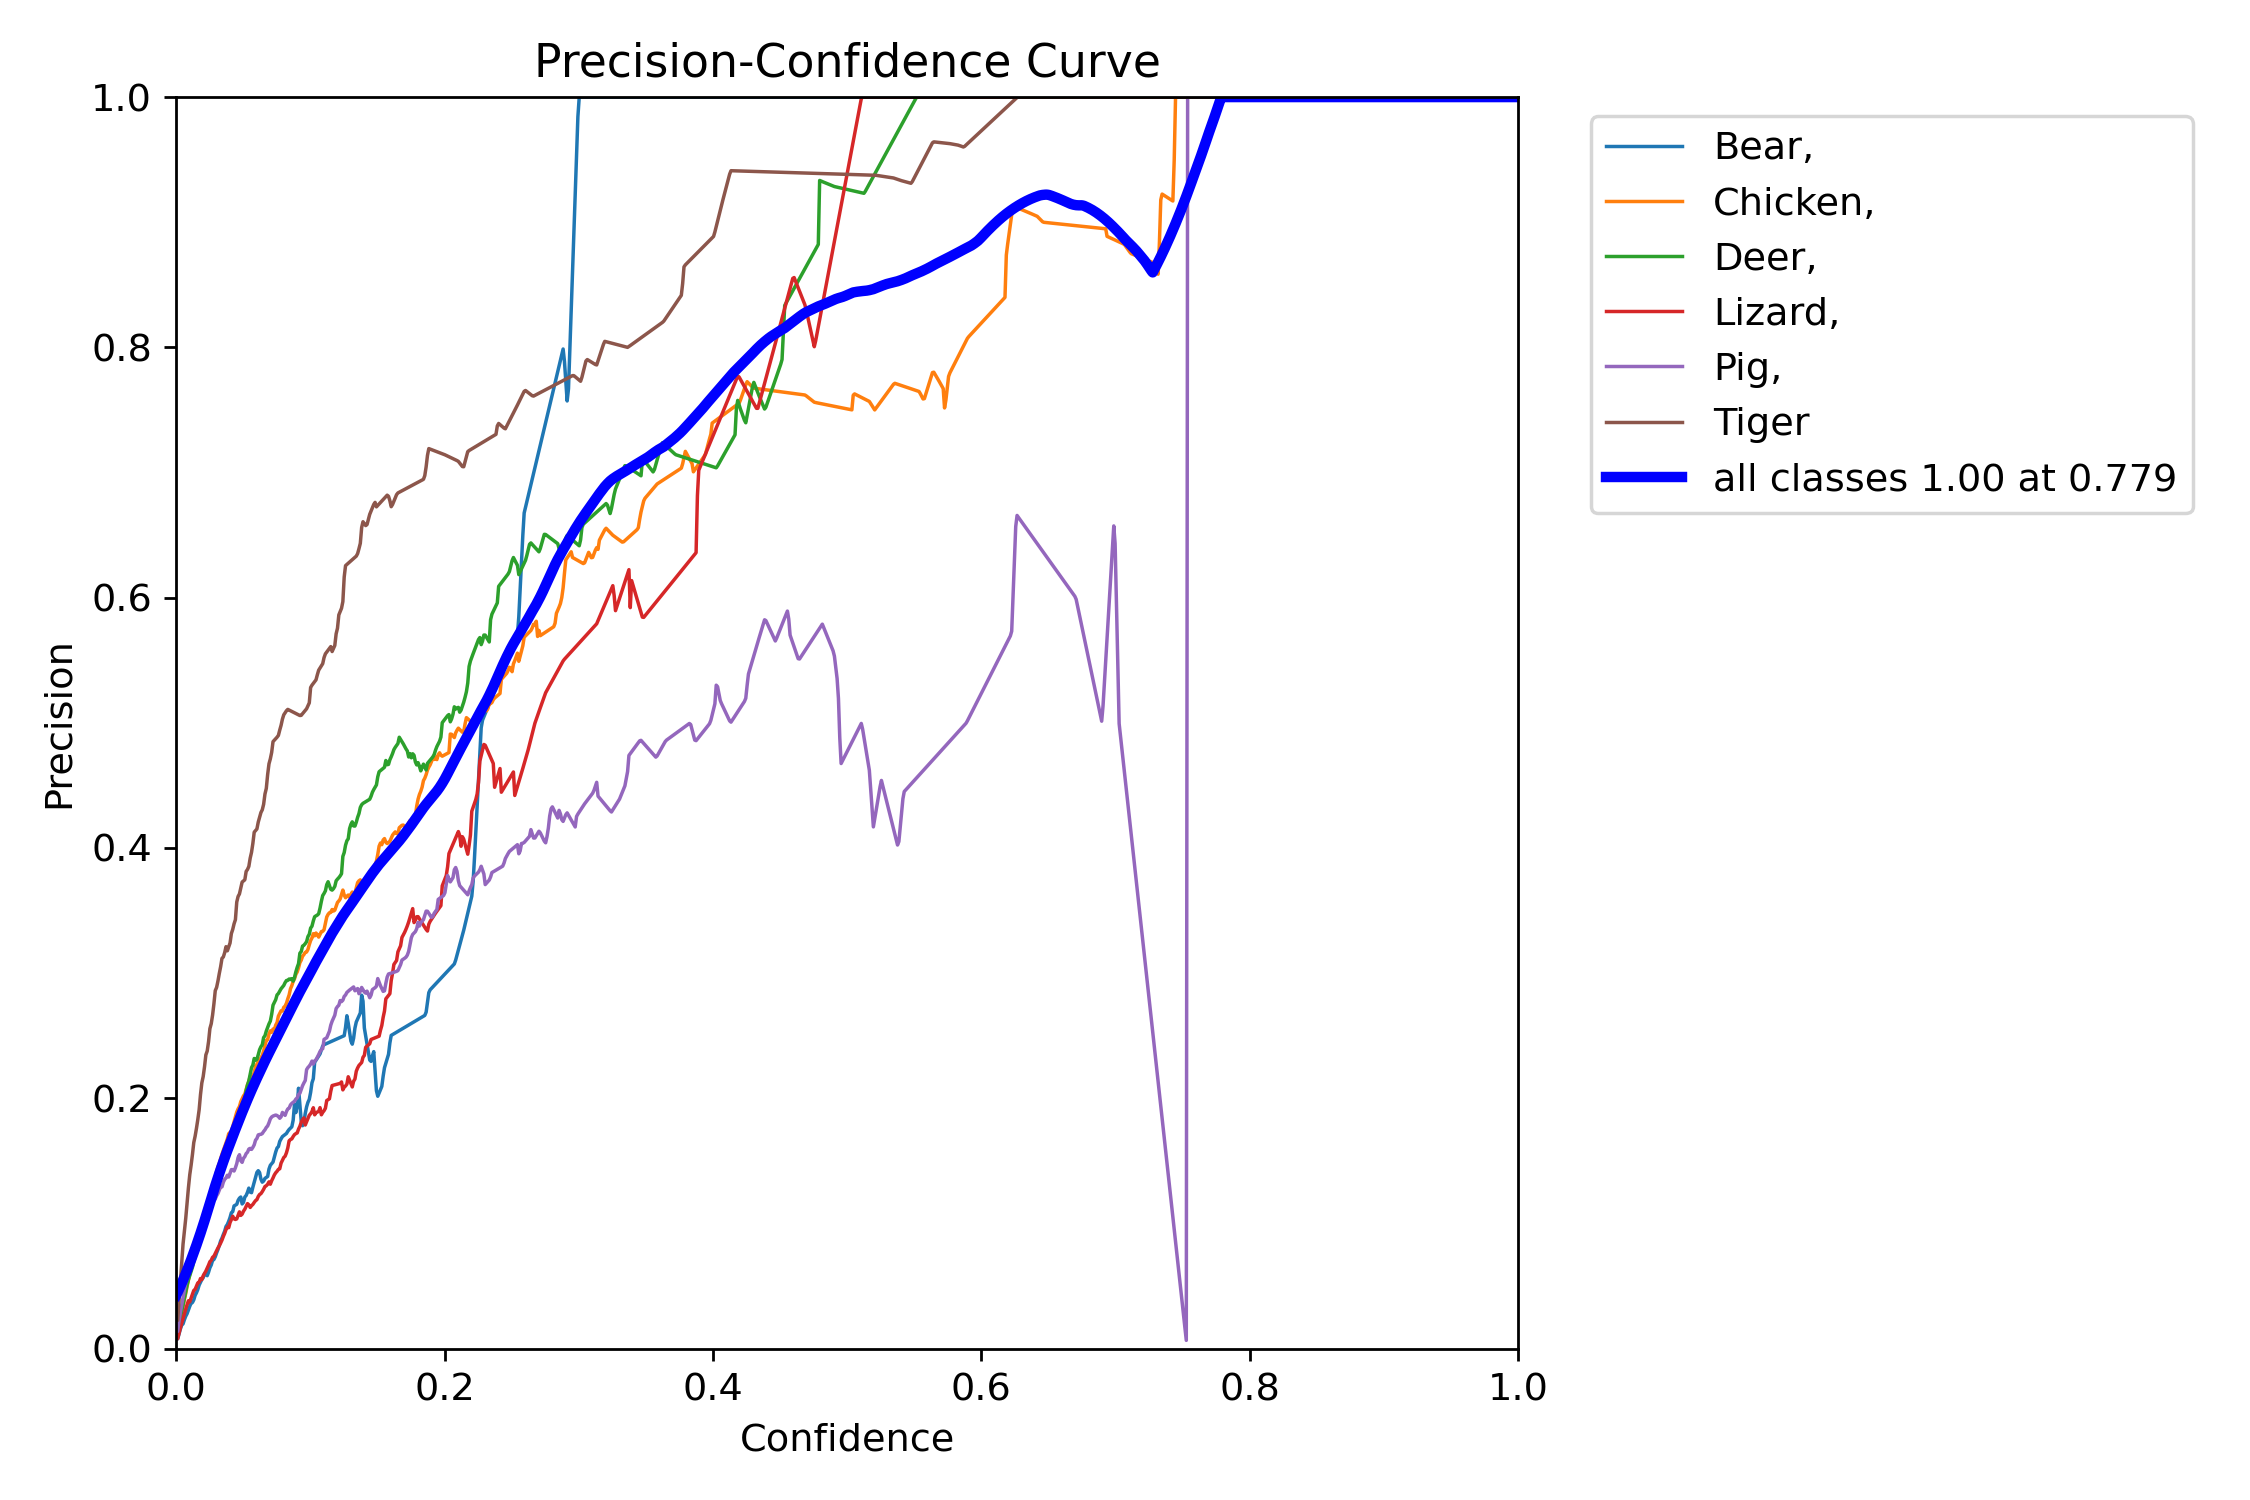 Precision-Confidence Curve
1.0
0.8
0.6
0.4
0.2
0.0
Precision
0.0 0.2 0.4 0.6 0.8 1.0
Confidence
Bear,
Chicken,
Deer,
Lizard,
Pig,
Tiger
all classes 1.00 at 0.779